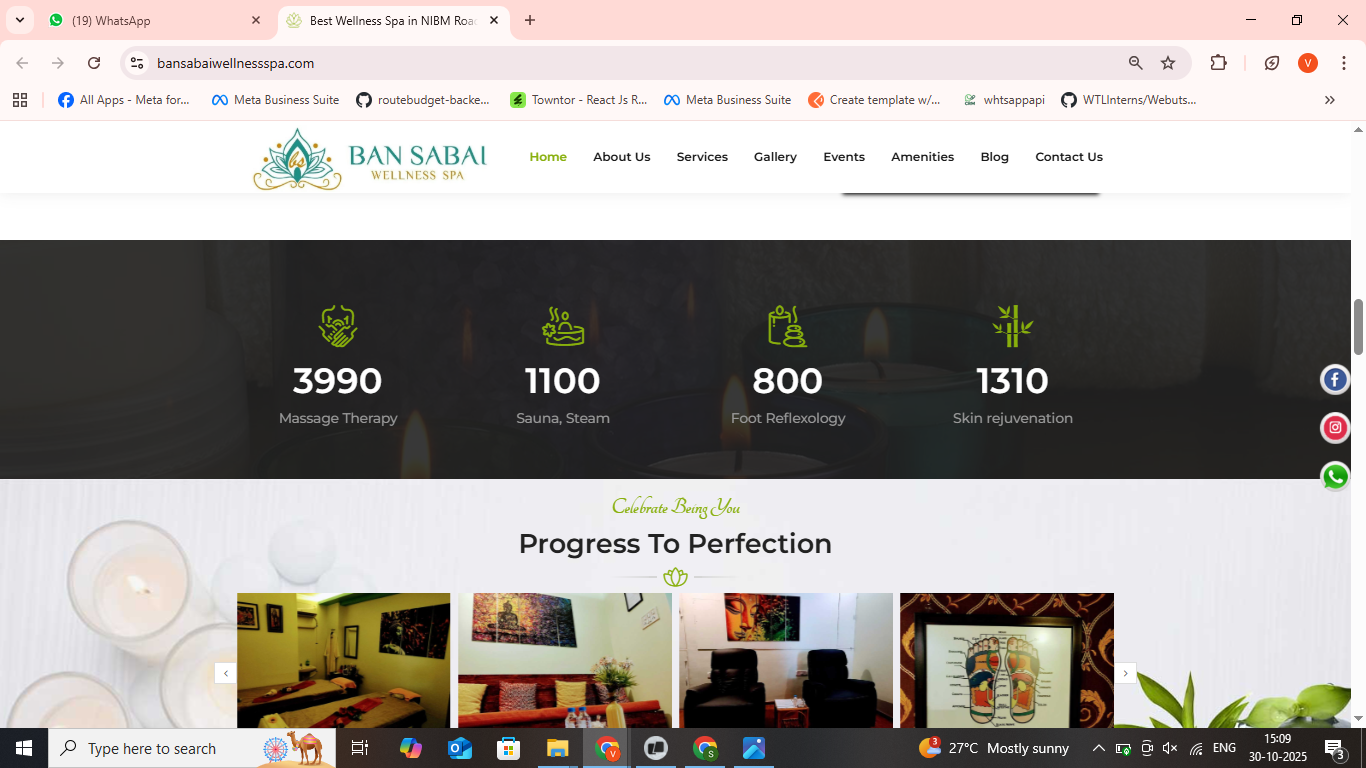 (19) WhatsApp
Best Wellness Spa in NIBM Roa
bansabaiwellnessspa.com
V
All Apps - Meta for...
Meta Business Suite
routebudget-backe...
Towntor - React Js R...
Meta Business Suite
Create template w/...
whtsappapi
WTLInterns/Webuts...
bs
BAN SABAI
WELLNESS SPA
Home
About Us
Services
Gallery
Events
Amenities
Blog
Contact Us
3990
Massage Therapy
1100
Sauna, Steam
800
Foot Reflexology
1310
Skin rejuvenation
Celebrate Being You
Progress To Perfection
Type here to search
3
27°C Mostly sunny
ENG
15:09
30-10-2025
3